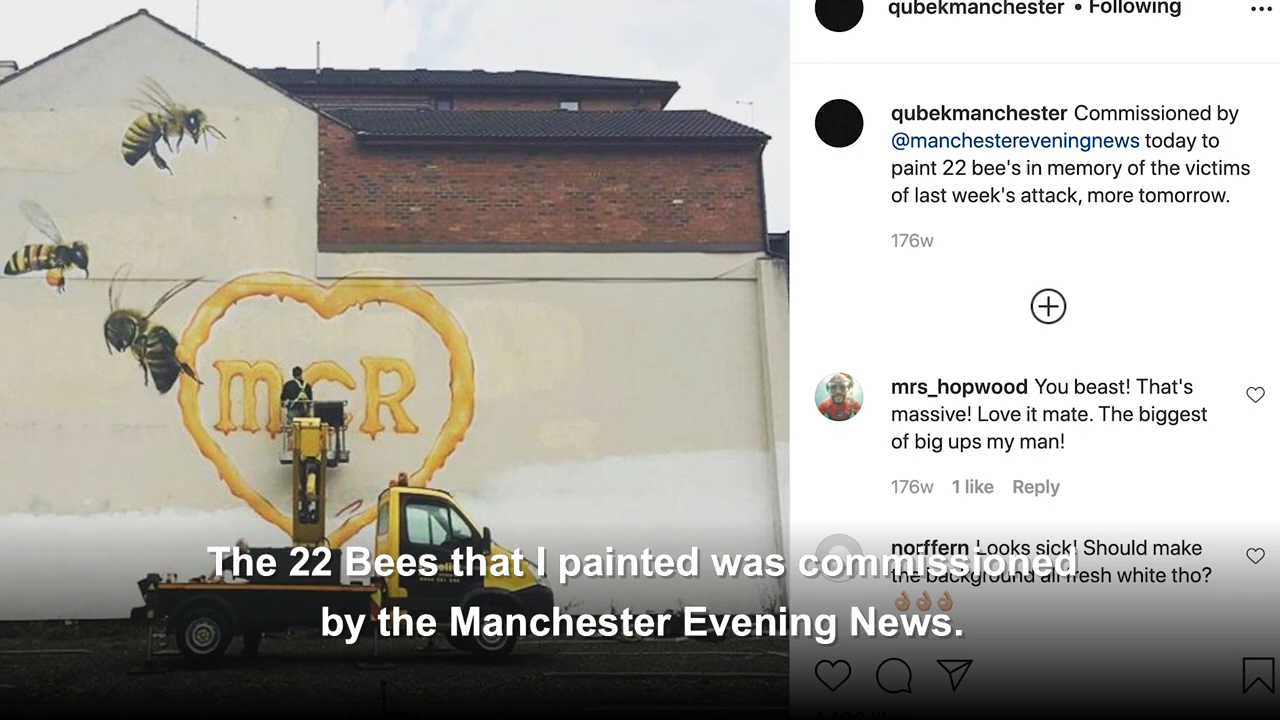 qubekmanchester • Following
qubekmanchester Commissioned by
@manchestereveningnews today to
paint 22 bee's in memory of the victims
of last week's attack, more tomorrow.
176w
mcR
mrs_hopwood You beast! That's
massive! Love it mate. The biggest
of big ups my man!
176w 1 like Reply
norffern Looks sick! Should make
the background all fresh white tho?
👌🏽👌🏽👌🏽
The 22 Bees that I painted was commissioned
by the Manchester Evening News.